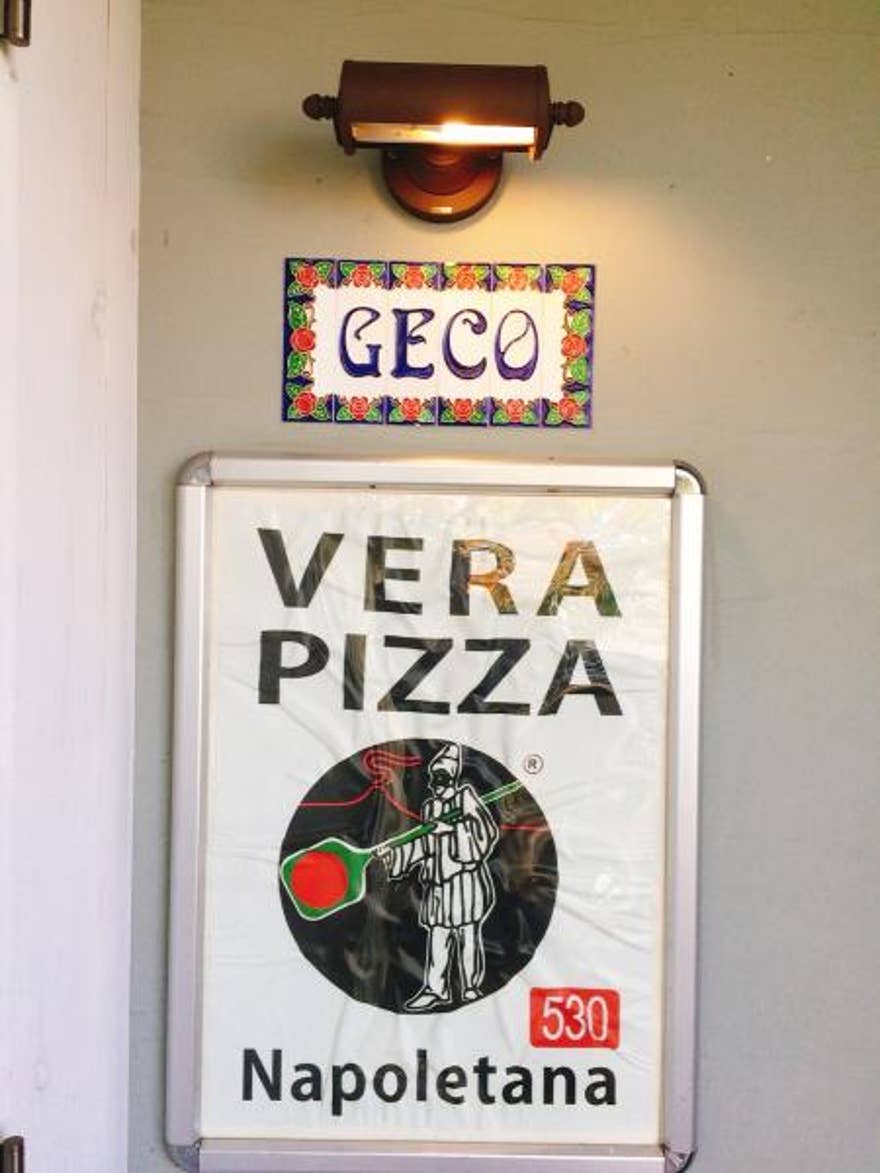 GECO
VERA
PIZZA
®
530
Napoletana